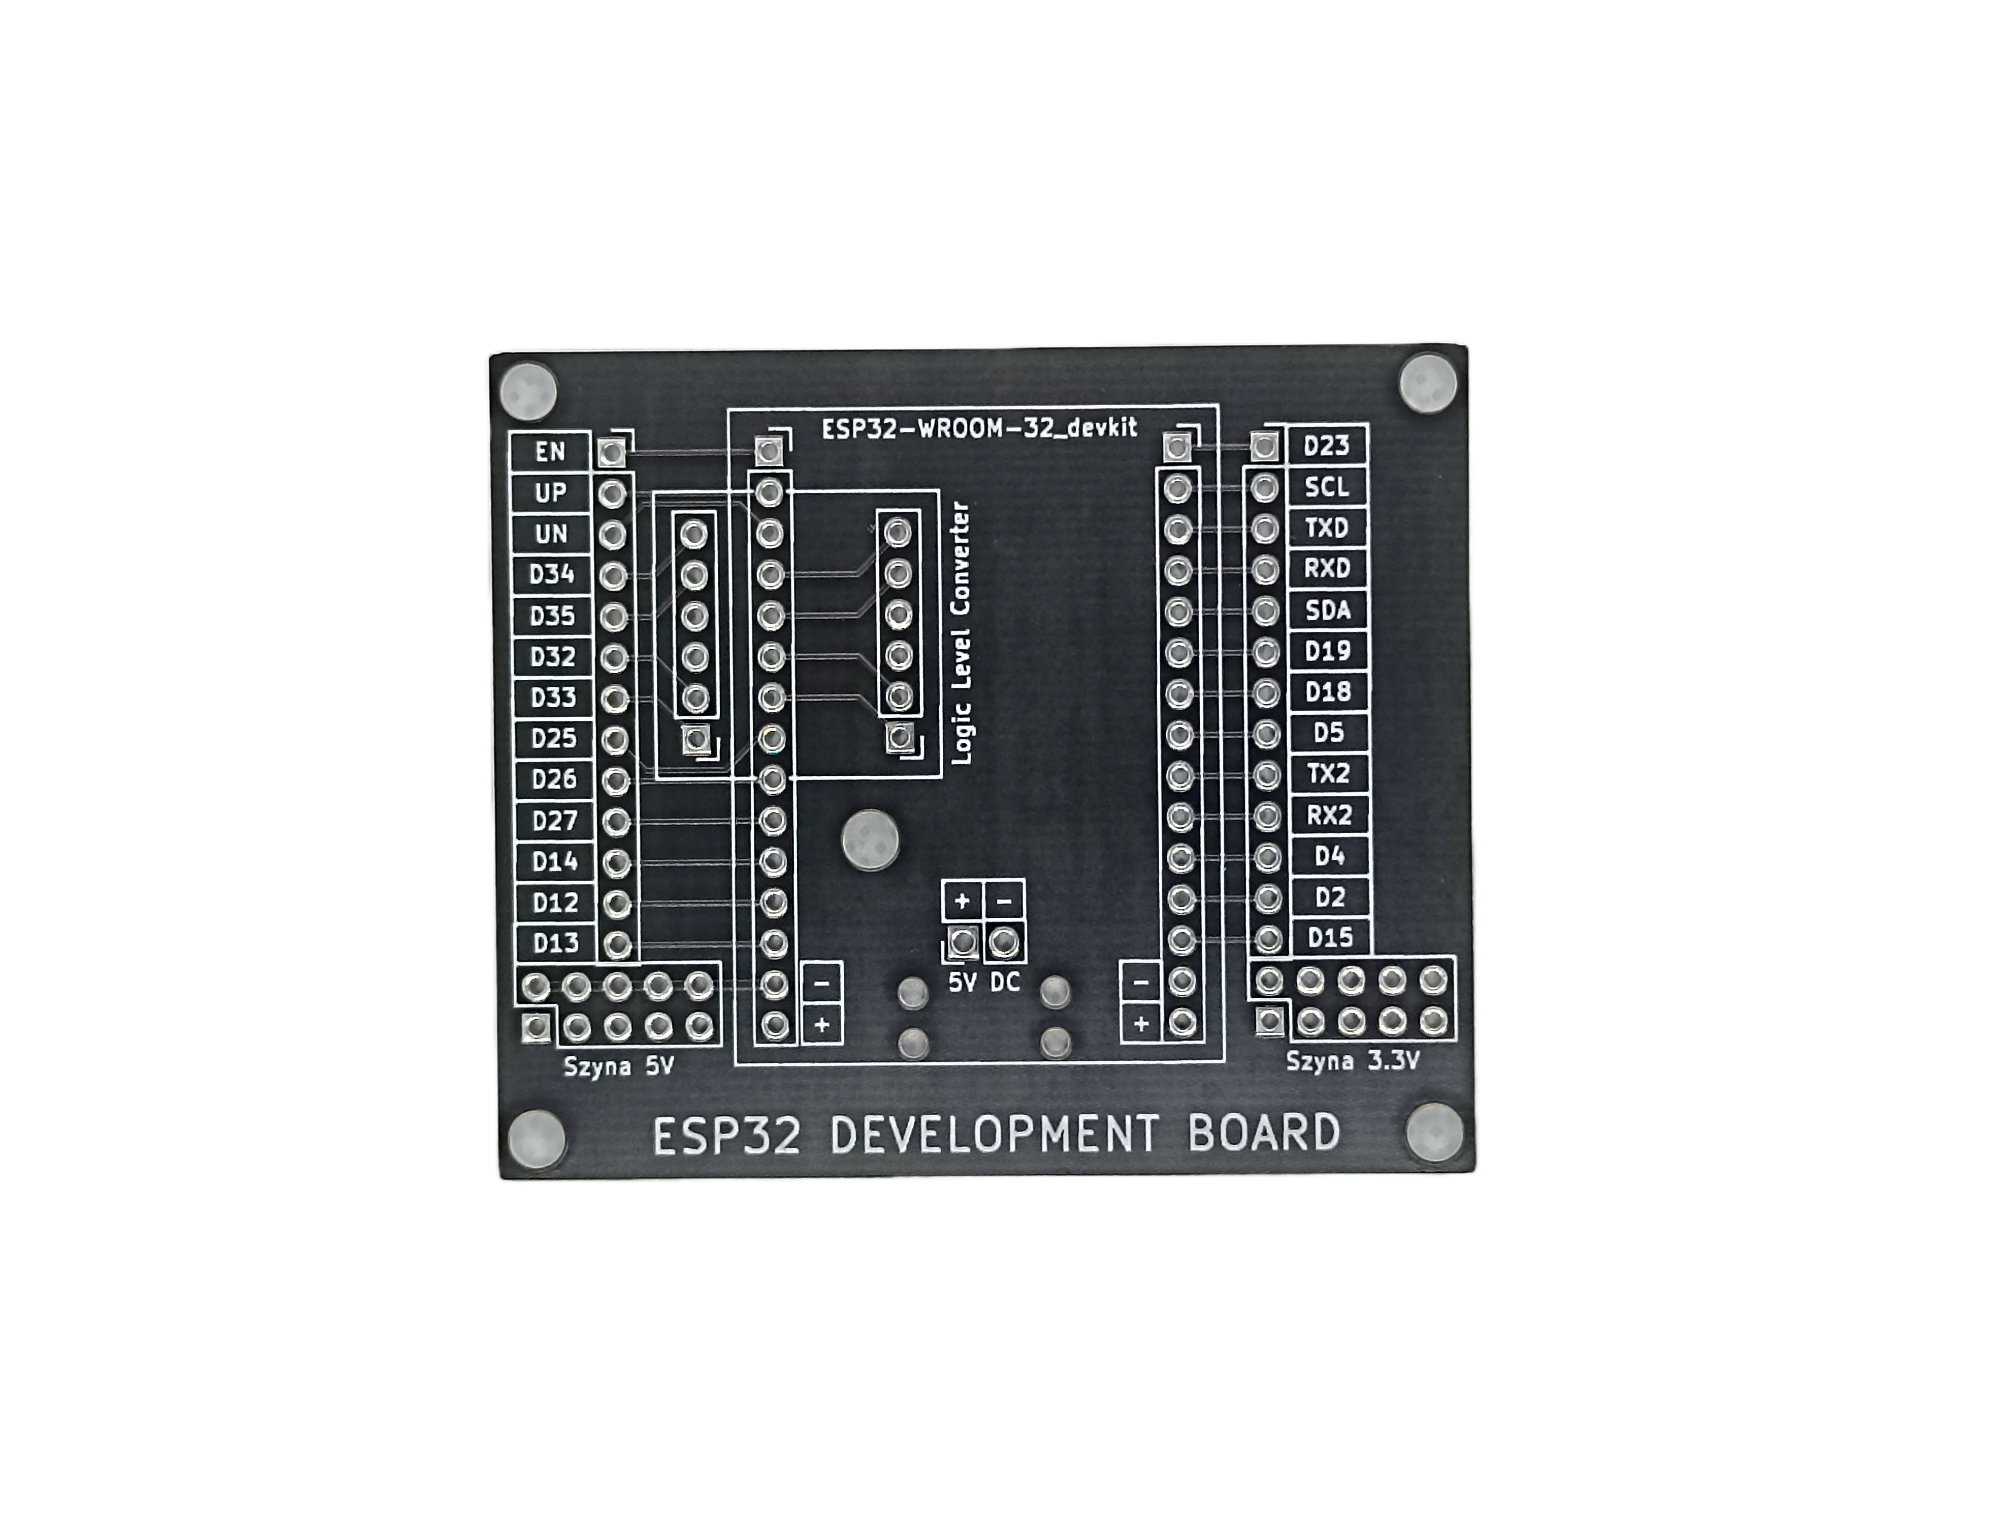 ESP32-WROOM-32_devkit
EN
UP
UN
D34
D35
D32
D33
D25
D26
D27
D14
D12
D13
Logic Level Converter
D23
SCL
TXD
RXD
SDA
D19
D18
D5
TX2
RX2
D4
D2
D15
+ -
5V DC
-
+
-
+
Szyna 5V
Szyna 3.3V
ESP32 DEVELOPMENT BOARD